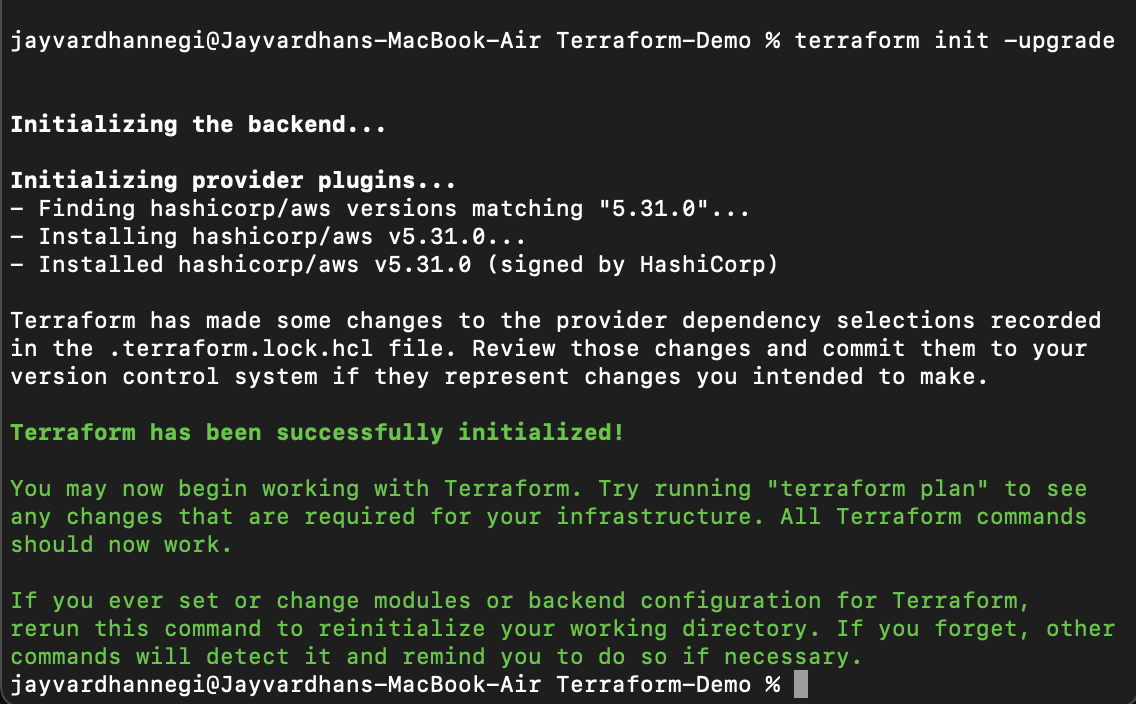 jayvardhannegi@Jayvardhans-MacBook-Air Terraform-Demo % terraform init -upgrade
Initializing the backend...
Initializing provider plugins...
- Finding hashicorp/aws versions matching "5.31.0"...
- Installing hashicorp/aws v5.31.0...
- Installed hashicorp/aws v5.31.0 (signed by HashiCorp)
Terraform has made some changes to the provider dependency selections recorded
in the .terraform.lock.hcl file. Review those changes and commit them to your
version control system if they represent changes you intended to make.
Terraform has been successfully initialized!
You may now begin working with Terraform. Try running "terraform plan" to see
any changes that are required for your infrastructure. All Terraform commands
should now work.
If you ever set or change modules or backend configuration for Terraform,
rerun this command to reinitialize your working directory. If you forget, other
commands will detect it and remind you to do so if necessary.
jayvardhannegi@Jayvardhans-MacBook-Air Terraform-Demo %